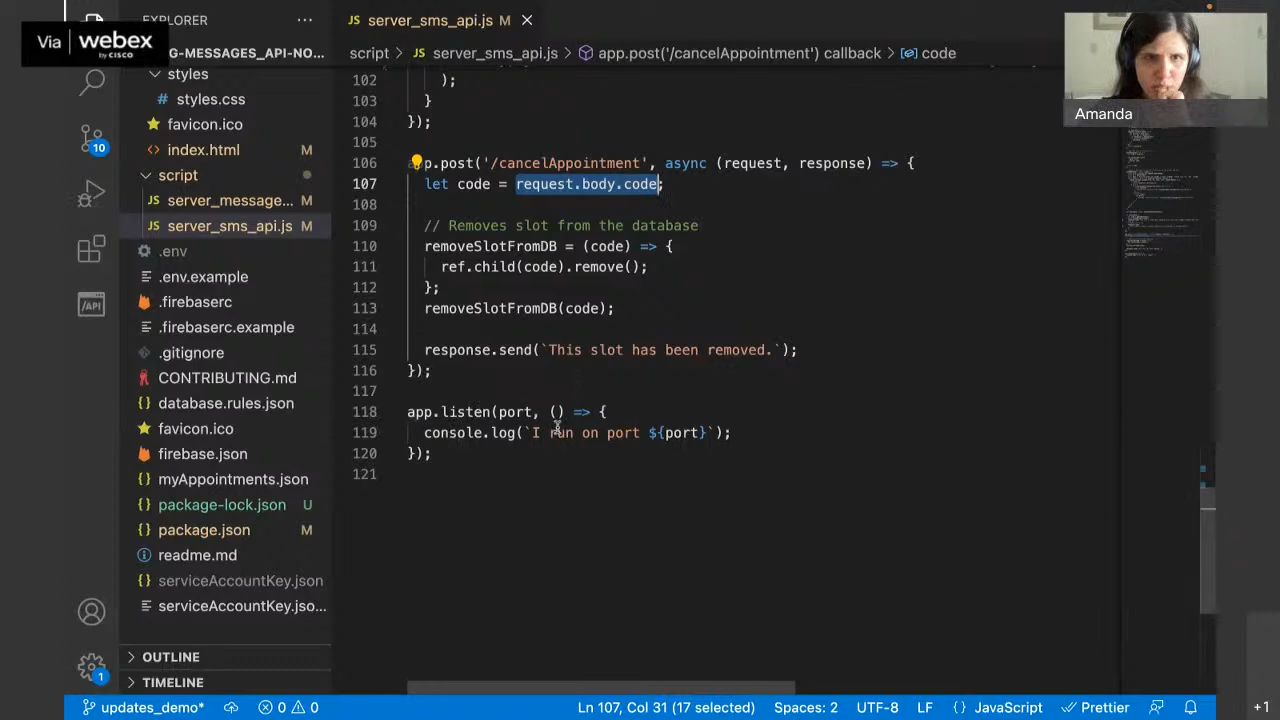 EXPLORER
Via webex
by CISCO
G-MESSAGES_API-NO...
styles
# styles.css
favicon.ico
<> index.html M
script
{} server_message... M
server_sms_api.js M
.env
.env.example
.firebaserc
.firebaserc.example
.gitignore
CONTRIBUTING.md
database.rules.json
favicon.ico
firebase.json
{} myAppointments.json
{} package-lock.json U
{} package.json M
readme.md
{} serviceAccountKey.json
serviceAccountKey.jso...
OUTLINE
TIMELINE
10
/API
1
JS server_sms_api.js M
script > JS server_sms_api.js > app.post('/cancelAppointment') callback > code
102 );
103 }
104 });
105
106 .post('/cancelAppointment', async (request, response) => {
107 let code = request.body.code;
108
109 Removes slot from the database
110 removeSlotFromDB = (code) => {
111 ref.child(code).remove();
112 };
113 removeSlotFromDB(code);
114
115 response.send(`This slot has been removed.`);
116 });
117
118 app.listen(port, () => {
119 console.log(`I run on port ${port}`);
120 });
121
Amanda
updates_demo* 0 0 Ln 107, Col 31 (17 selected) Spaces: 2 UTF-8 LF {} JavaScript Prettier
+1